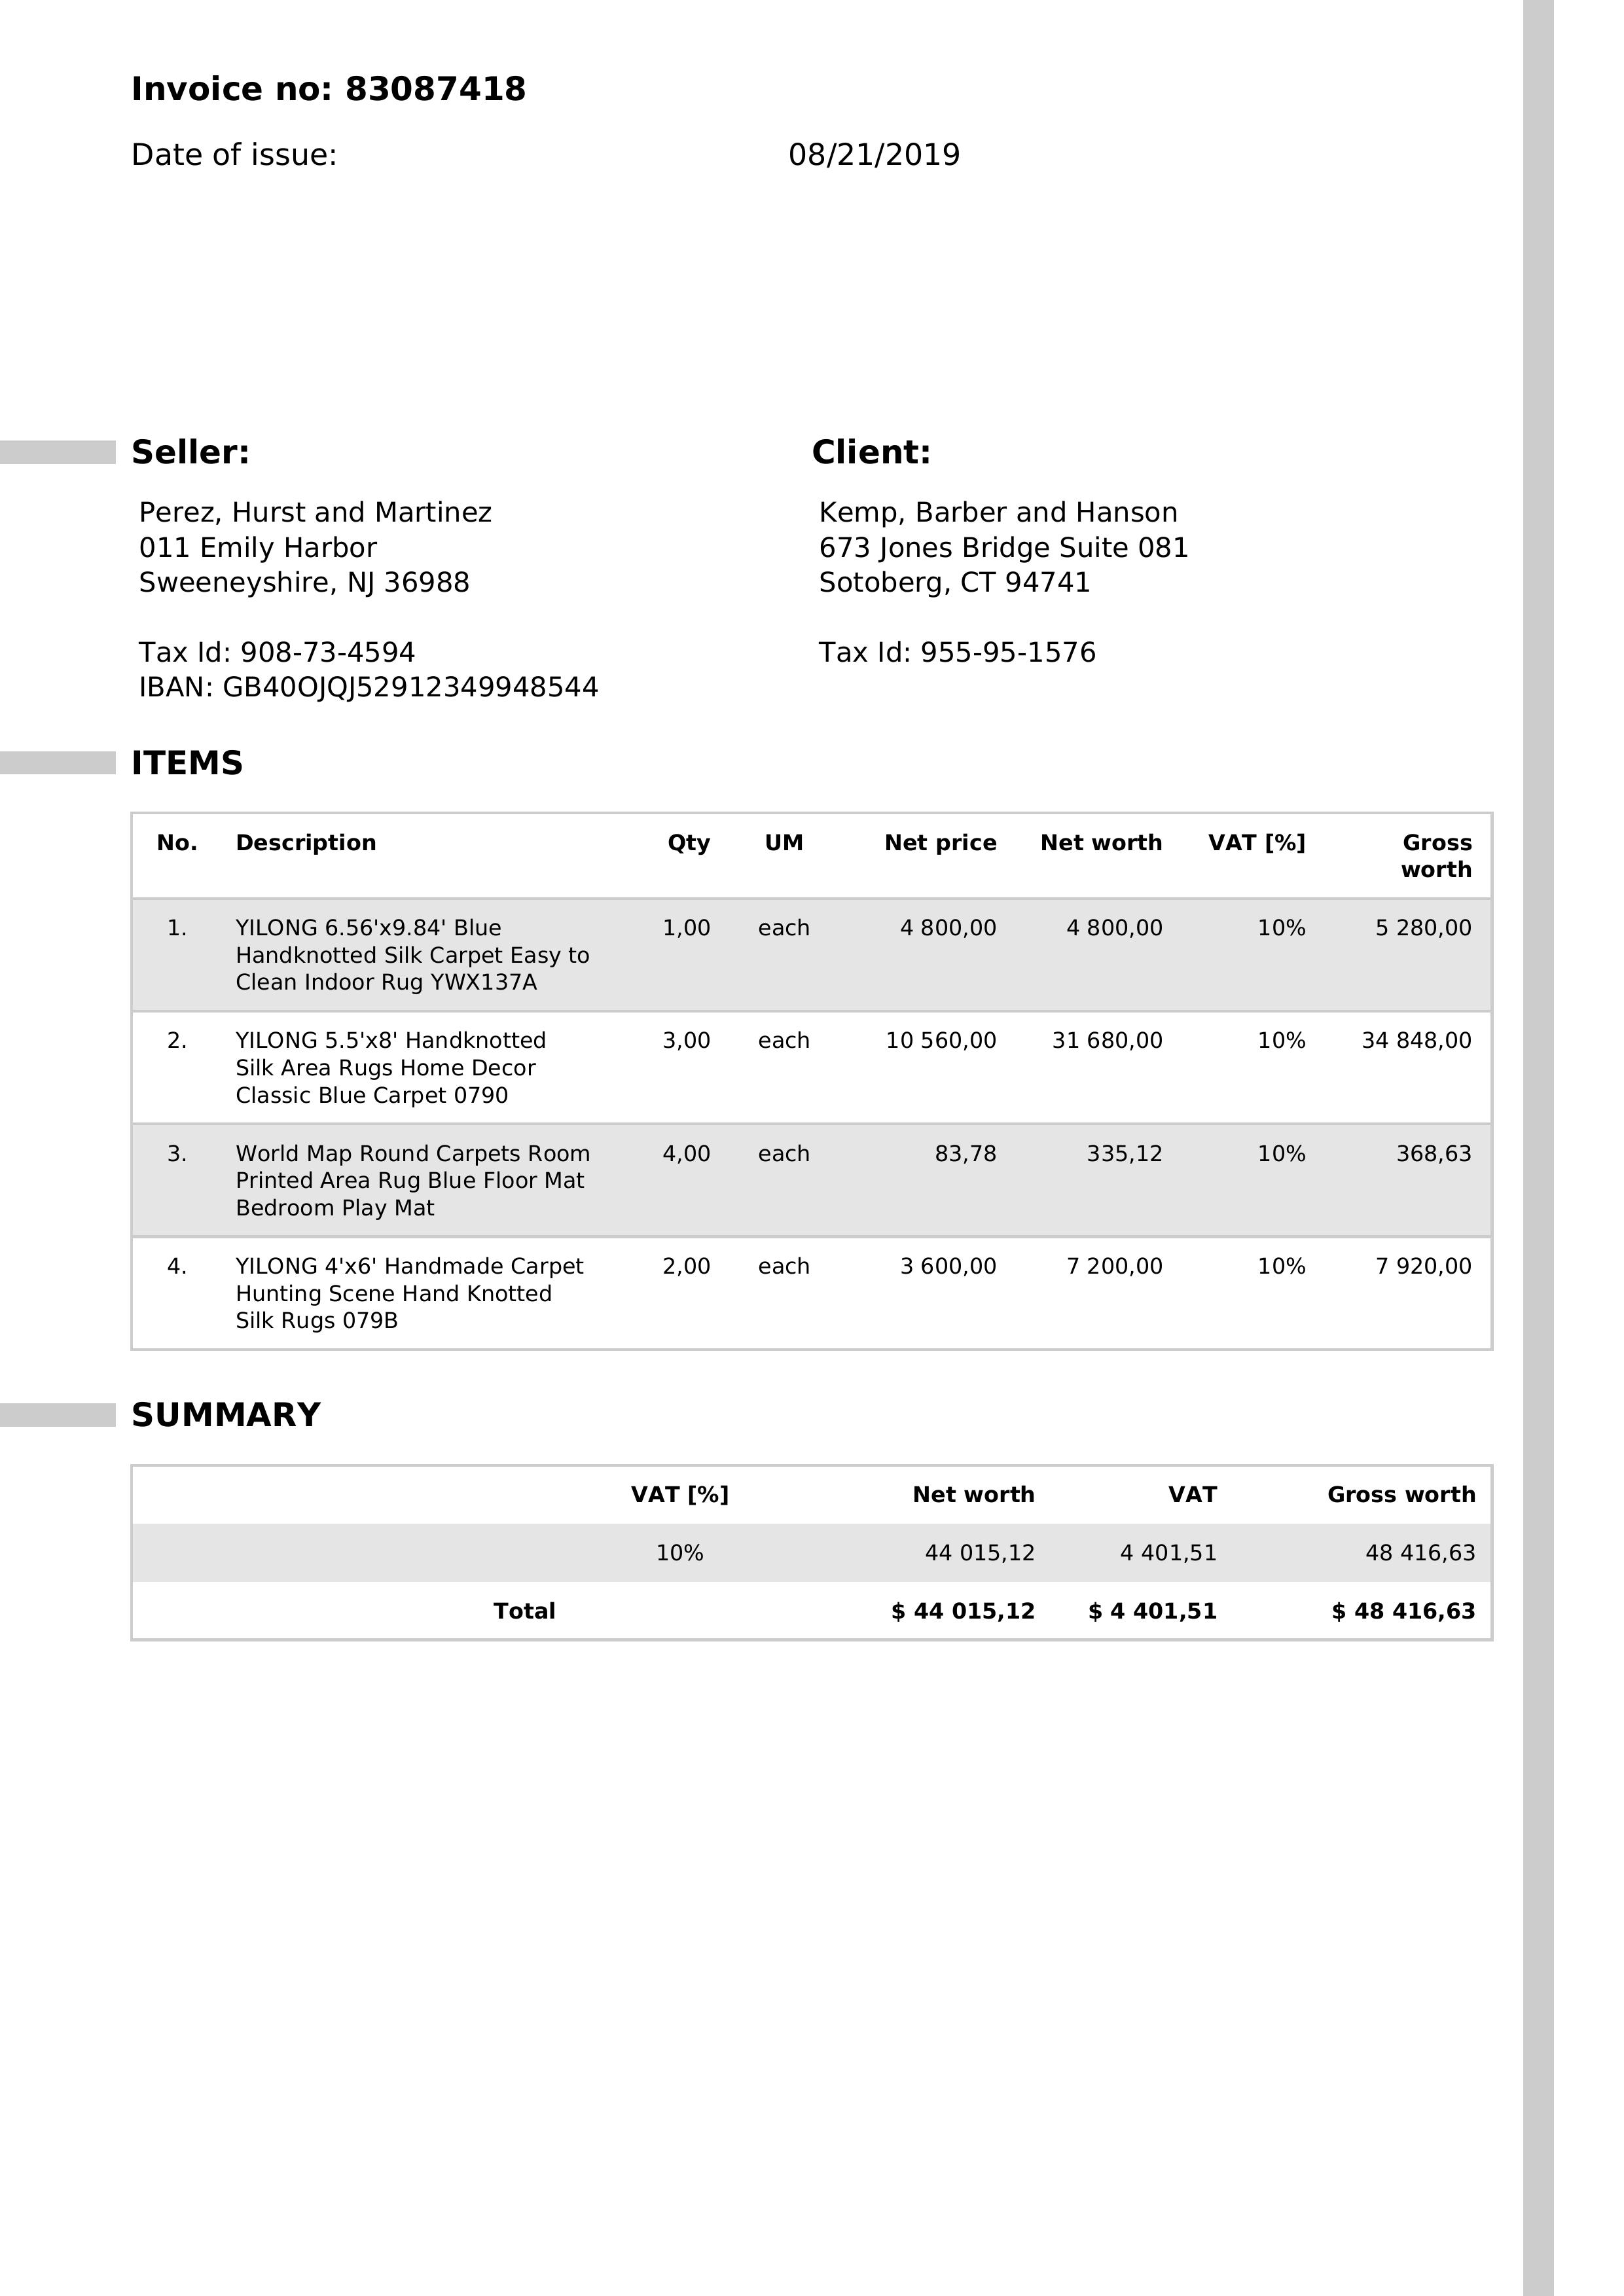 Invoice no: 83087418
Date of issue: 08/21/2019
Seller:
Perez, Hurst and Martinez
011 Emily Harbor
Sweeneyshire, NJ 36988
Tax Id: 908-73-4594
IBAN: GB40OJQJ52912349948544
Client:
Kemp, Barber and Hanson
673 Jones Bridge Suite 081
Sotoberg, CT 94741
Tax Id: 955-95-1576
ITEMS
No. Description Qty UM Net price Net worth VAT [%] Gross
worth
1. YILONG 6.56'x9.84' Blue 1,00 each 4 800,00 4 800,00 10% 5 280,00
Handknotted Silk Carpet Easy to
Clean Indoor Rug YWX137A
2. YILONG 5.5'x8' Handknotted 3,00 each 10 560,00 31 680,00 10% 34 848,00
Silk Area Rugs Home Decor
Classic Blue Carpet 0790
3. World Map Round Carpets Room 4,00 each 83,78 335,12 10% 368,63
Printed Area Rug Blue Floor Mat
Bedroom Play Mat
4. YILONG 4'x6' Handmade Carpet 2,00 each 3 600,00 7 200,00 10% 7 920,00
Hunting Scene Hand Knotted
Silk Rugs 079B
SUMMARY
VAT [%] Net worth VAT Gross worth
10% 44 015,12 4 401,51 48 416,63
Total $ 44 015,12 $ 4 401,51 $ 48 416,63